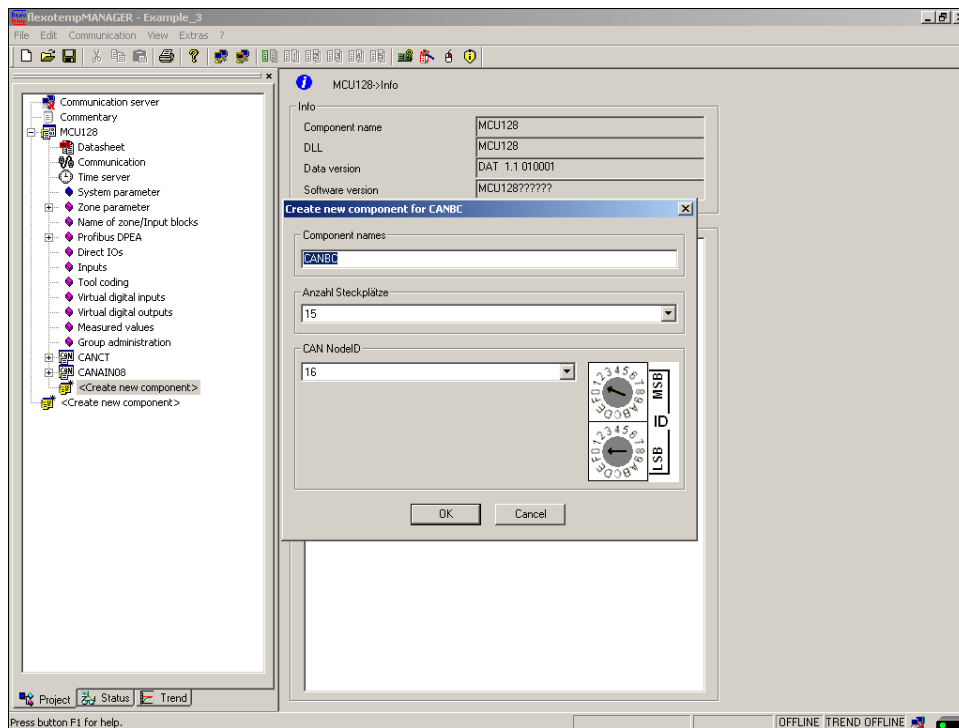 flexotempMANAGER - Example_3
File Edit Communication View Extras ?
MCU128->Info
Communication server
Commentary
MCU128
Datasheet
Communication
Time server
System parameter
Zone parameter
Name of zone/Input blocks
Profibus DPEA
Direct IOs
Inputs
Tool coding
Virtual digital inputs
Virtual digital outputs
Measured values
Group administration
CANCT
CANAIN08
<Create new component>
<Create new component>
Info
Component name MCU128
DLL MCU128
Data version DAT 1.1 010001
Software version MCU128??????
Create new component for CANBC
Component names
CANBC
Anzahl Steckplätze
15
CAN NodeID
16
0123456789ABCDEF
MSB
ID
0123456789ABCDEF
LSB
OK Cancel
Project Status Trend
Press button F1 for help.
OFFLINE TREND OFFLINE